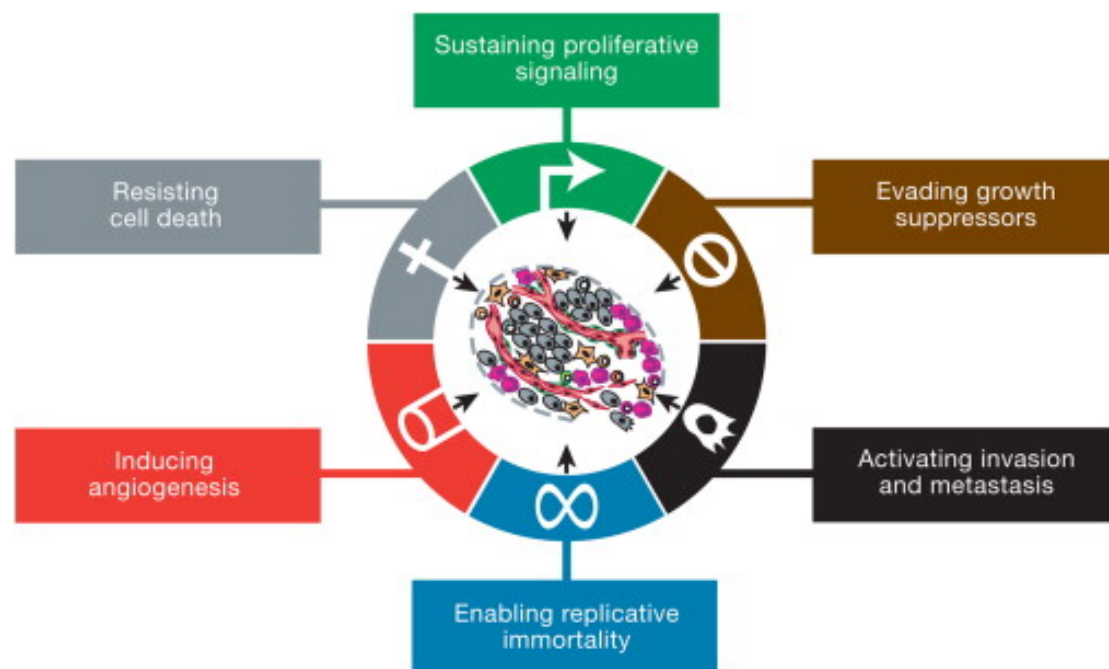 Sustaining proliferative
signaling
Resisting
cell death
Evading growth
suppressors
Inducing
angiogenesis
Activating invasion
and metastasis
Enabling replicative
immortality